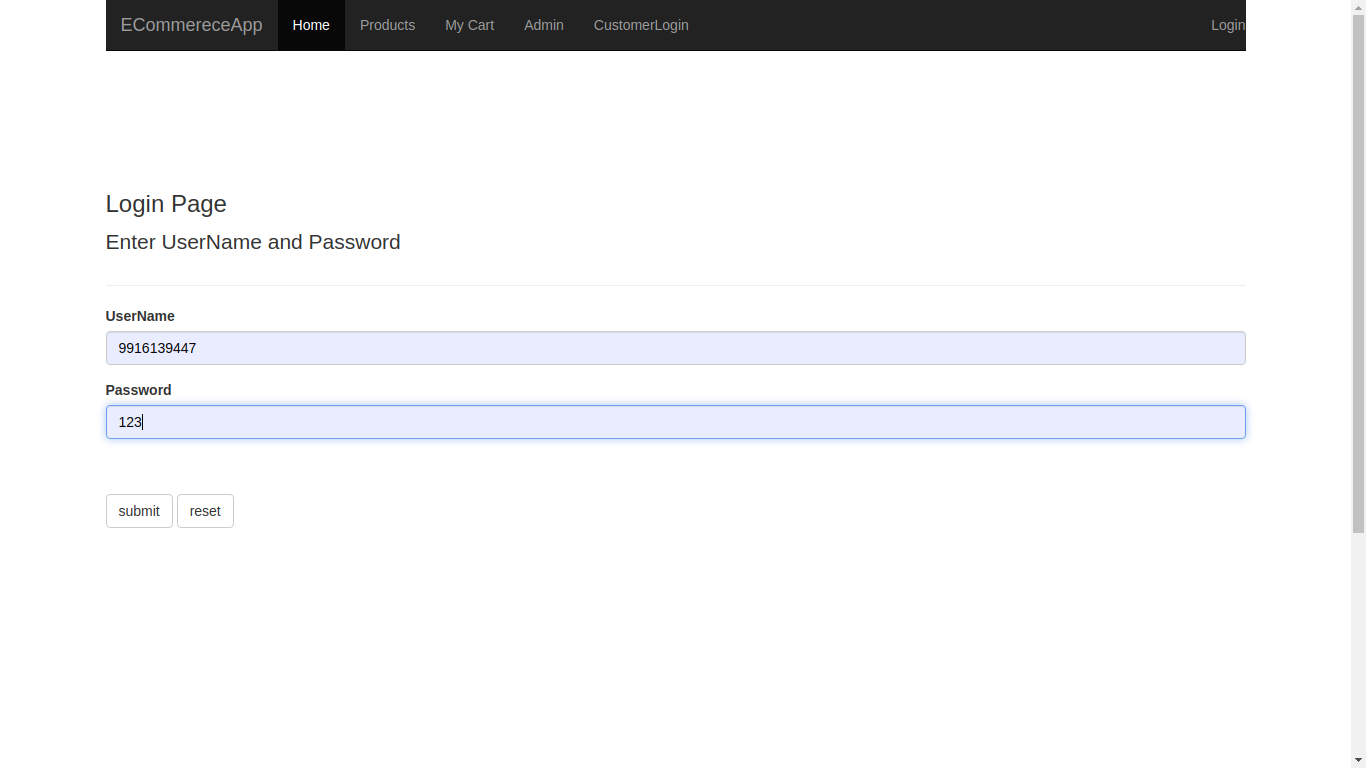 ECommereceApp Home Products My Cart Admin CustomerLogin Login
Login Page
Enter UserName and Password
UserName
9916139447
Password
123
submit reset